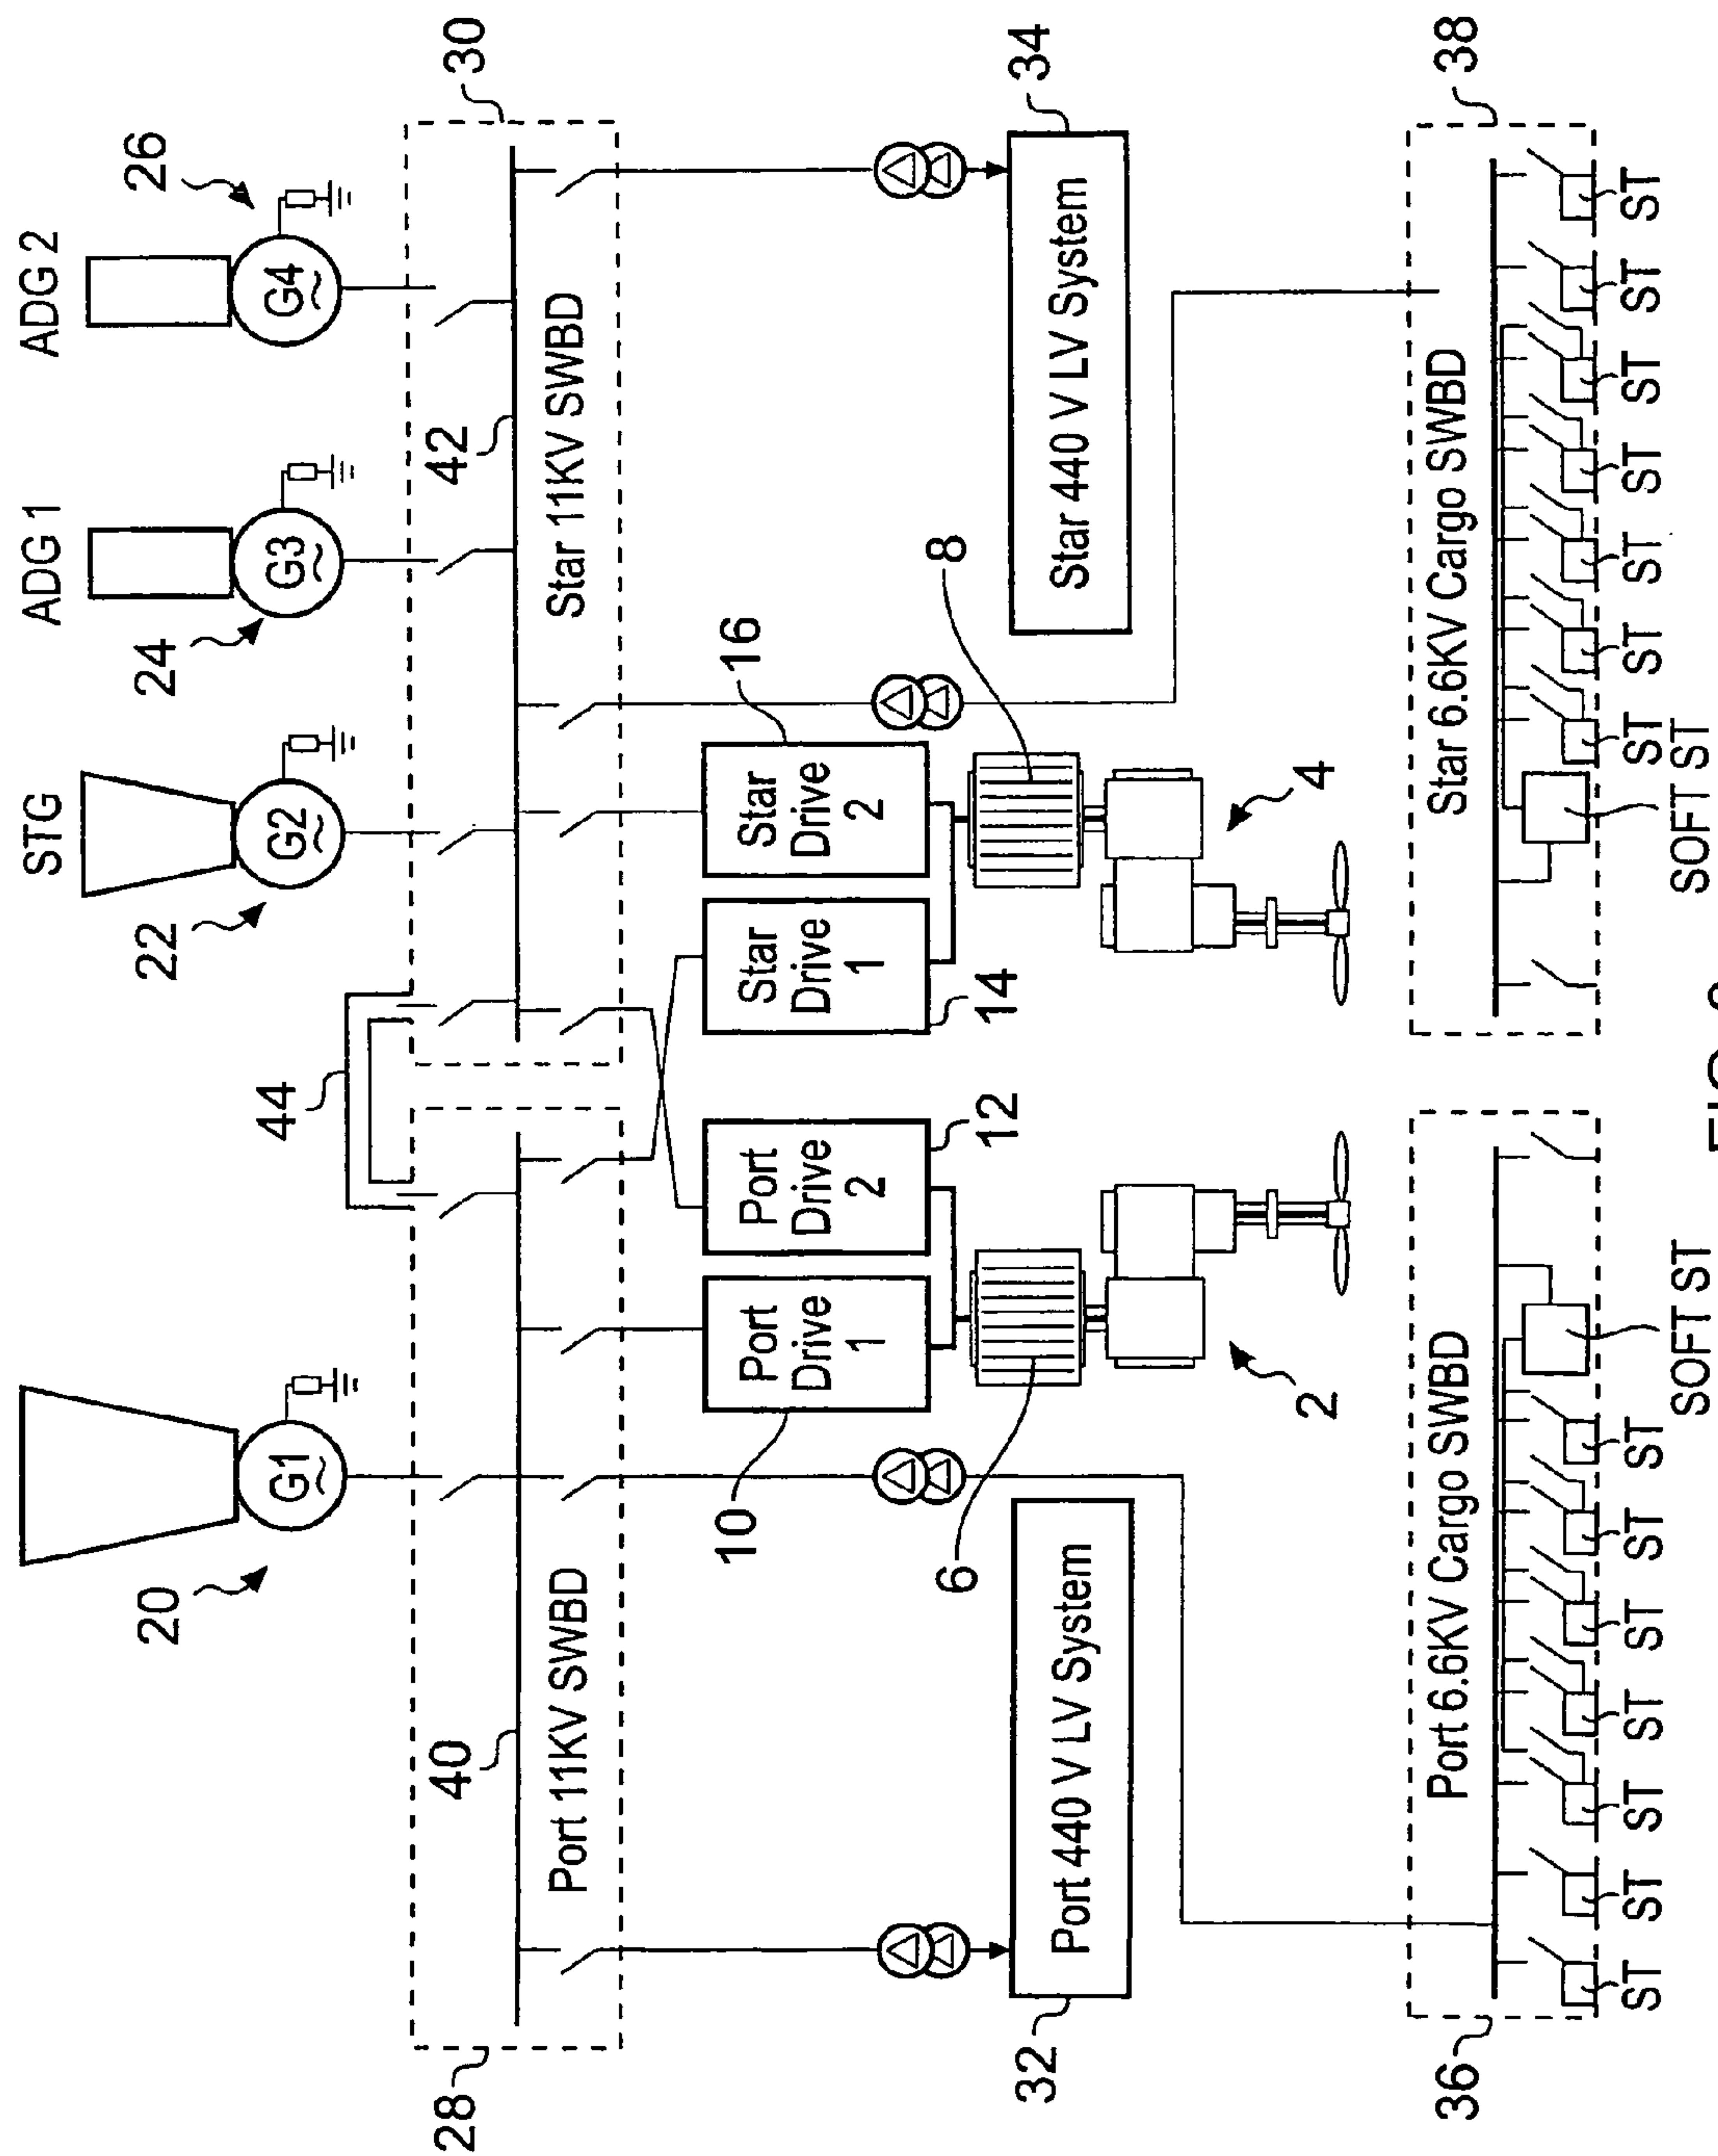 STG
ADG 1
ADG 2
20
22
24
26
G1
G2
G3
G4
44
28
30
40
42
Port 11KV SWBD
Star 11KV SWBD
10
12
14
16
Port
Drive
1
Port
Drive
2
Star
Drive
1
Star
Drive
2
6
8
32
34
Port 440 V LV System
Star 440 V LV System
2
4
36
38
Port 6.6KV Cargo SWBD
Star 6.6KV Cargo SWBD
ST
ST
ST
ST
ST
ST
ST
SOFT ST
SOFT ST
ST
ST
ST
ST
ST
ST
ST